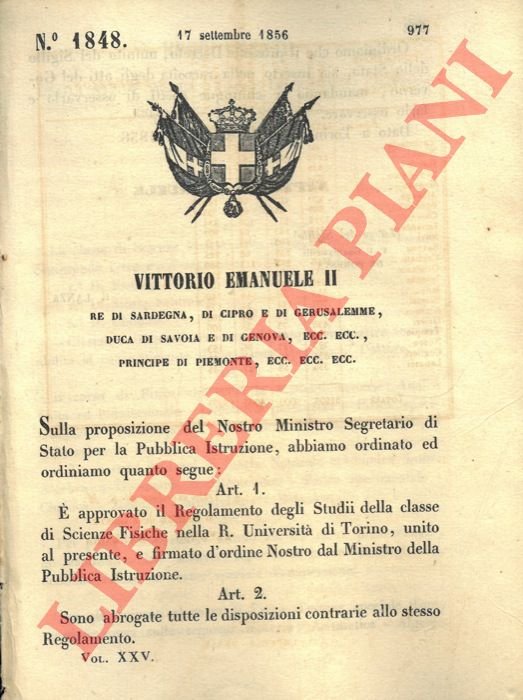 N.° 1848.
17 settembre 1856
977
VITTORIO EMANUELE II
RE DI SARDEGNA, DI CIPRO E DI GERUSALEMME,
DUCA DI SAVOIA E DI GENOVA, ECC. ECC.,
PRINCIPE DI PIEMONTE, ECC. ECC. ECC.
Sulla proposizione del Nostro Ministro Segretario di
Stato per la Pubblica Istruzione, abbiamo ordinato ed
ordiniamo quanto segue:
Art. 1.
È approvato il Regolamento degli Studii della classe
di Scienze Fisiche nella R. Università di Torino, unito
al presente, e firmato d'ordine Nostro dal Ministro della
Pubblica Istruzione.
Art. 2.
Sono abrogate tutte le disposizioni contrarie allo stesso
Regolamento.
VOL. XXV.
LIBRERIA PIANI